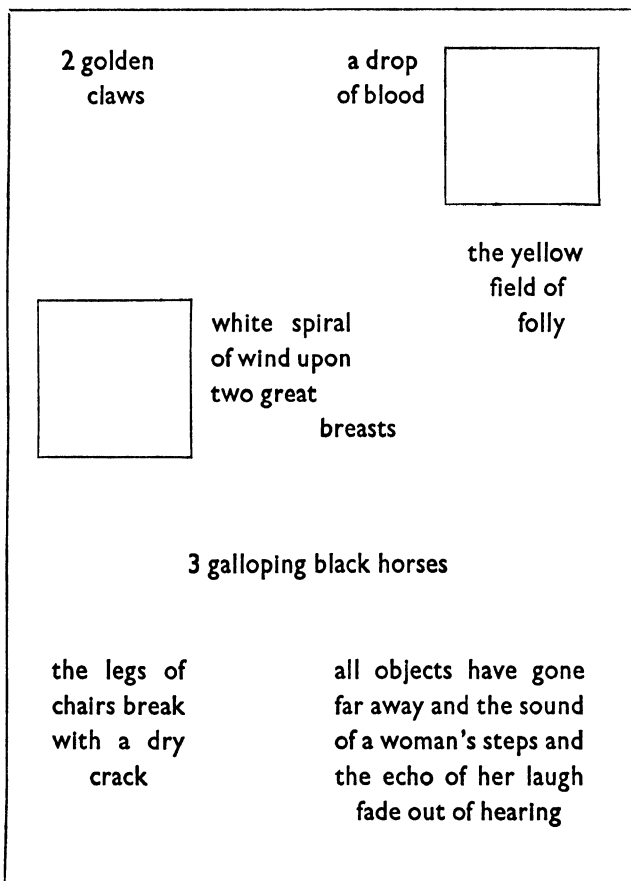 2 golden
claws
a drop
of blood
the yellow
field of
folly
white spiral
of wind upon
two great
breasts
3 galloping black horses
the legs of
chairs break
with a dry
crack
all objects have gone
far away and the sound
of a woman's steps and
the echo of her laugh
fade out of hearing